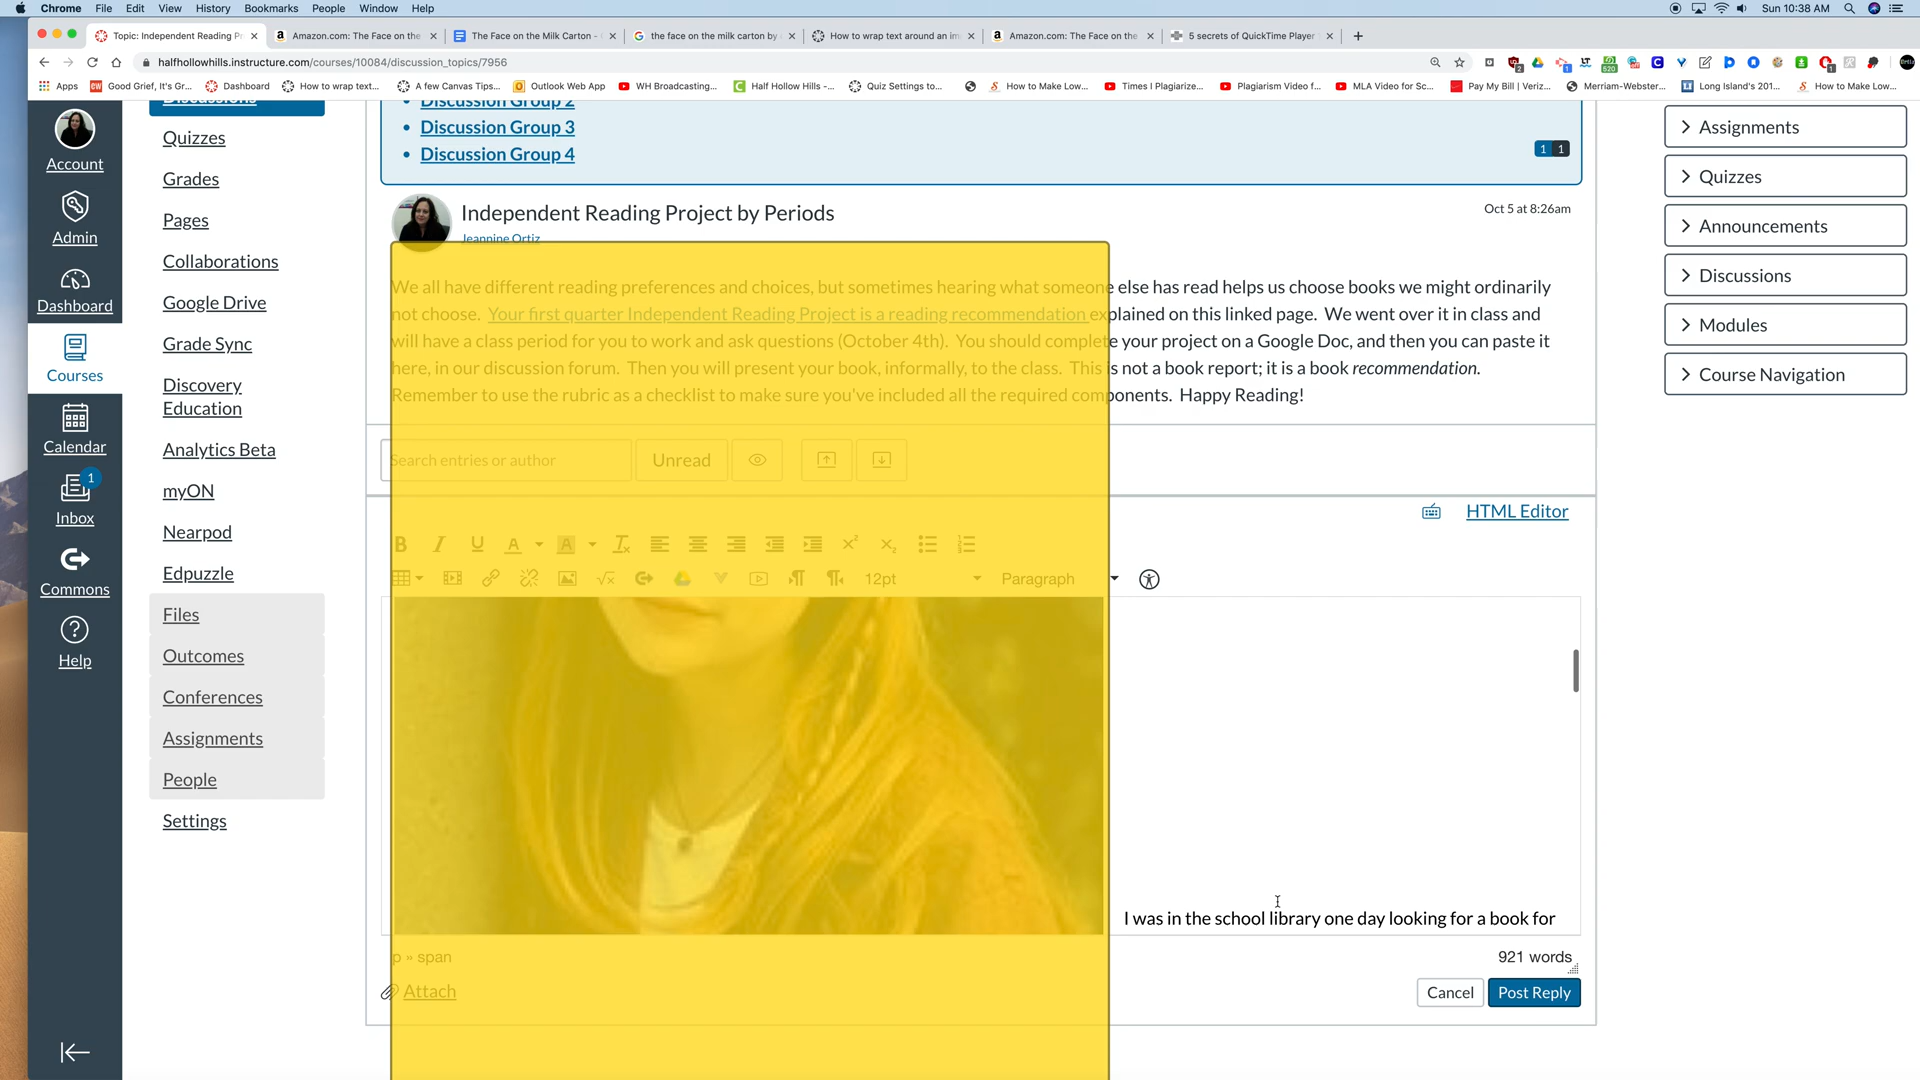 Chrome File Edit View History Bookmarks People Window Help
Sun 10:38 AM
Topic: Independent Reading Pr
Amazon.com: The Face on the
The Face on the Milk Carton -
the face on the milk carton by
How to wrap text around an im
Amazon.com: The Face on the
5 secrets of QuickTime Player
halfhollowhills.instructure.com/courses/10084/discussion_topics/7956
Apps
Good Grief, It's Gr...
Dashboard
How to wrap text...
A few Canvas Tips...
Outlook Web App
WH Broadcasting...
Half Hollow Hills -...
Quiz Settings to...
How to Make Low...
Times I Plagiarize...
Plagiarism Video f...
MLA Video for Sc...
Pay My Bill | Veriz...
Merriam-Webster...
Long Island's 201...
How to Make Low...
Account
Admin
Dashboard
Courses
Calendar
1
Inbox
Commons
Help
Discussions
Quizzes
Grades
Pages
Collaborations
Google Drive
Grade Sync
Discovery
Education
Analytics Beta
myON
Nearpod
Edpuzzle
Files
Outcomes
Conferences
Assignments
People
Settings
Discussion Group 2
Discussion Group 3
Discussion Group 4
1 1
Independent Reading Project by Periods
Oct 5 at 8:26am
Jeannine Ortiz
We all have different reading preferences and choices, but sometimes hearing what someone else has read helps us choose books we might ordinarily
not choose. Your first quarter Independent Reading Project is a reading recommendation explained on this linked page. We went over it in class and
will have a class period for you to work and ask questions (October 4th). You should complete your project on a Google Doc, and then you can paste it
here, in our discussion forum. Then you will present your book, informally, to the class. This is not a book report; it is a book recommendation.
Remember to use the rubric as a checklist to make sure you've included all the required components. Happy Reading!
Search entries or author
Unread
HTML Editor
12pt
Paragraph
I was in the school library one day looking for a book for
p » span
921 words
Attach
Cancel
Post Reply
Assignments
Quizzes
Announcements
Discussions
Modules
Course Navigation